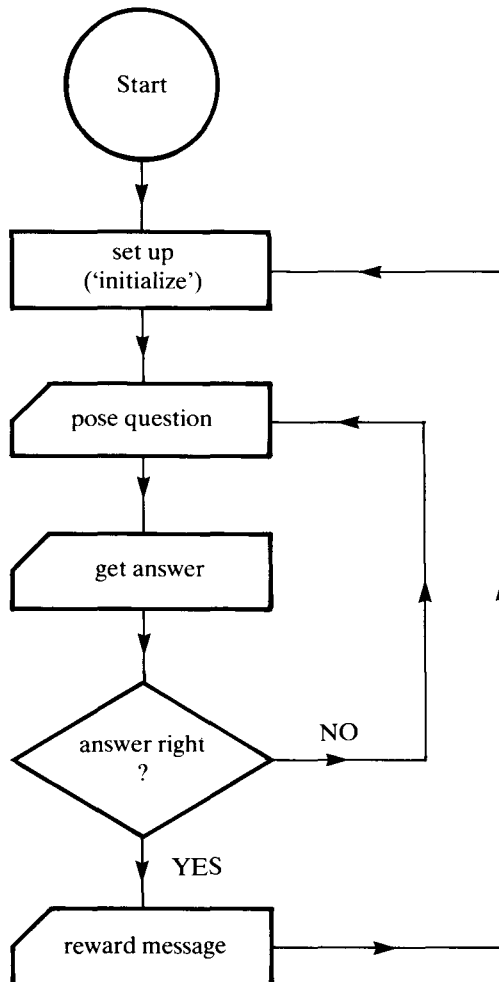 Start
set up
(‘initialize’)
pose question
get answer
answer right
?
NO
YES
reward message